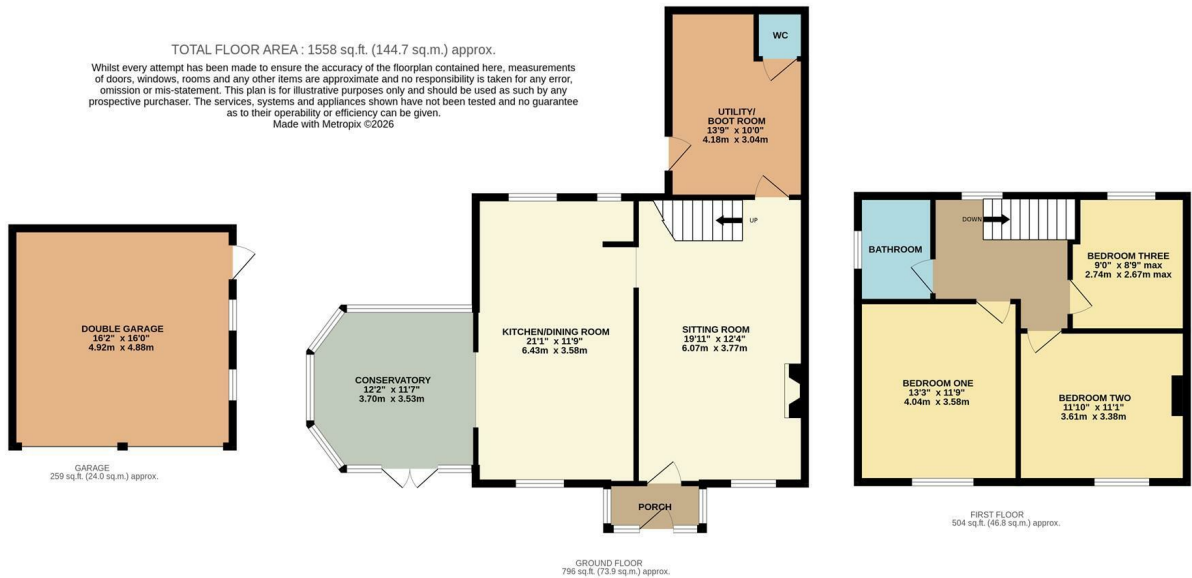 TOTAL FLOOR AREA : 1558 sq.ft. (144.7 sq.m.) approx.
Whilst every attempt has been made to ensure the accuracy of the floorplan contained here, measurements
of doors, windows, rooms and any other items are approximate and no responsibility is taken for any error,
omission or mis-statement. This plan is for illustrative purposes only and should be used as such by any
prospective purchaser. The services, systems and appliances shown have not been tested and no guarantee
as to their operability or efficiency can be given.
Made with Metropix ©2026
DOUBLE GARAGE
16'2" x 16'0"
4.92m x 4.88m
GARAGE
259 sq.ft. (24.0 sq.m.) approx.
WC
UTILITY/
BOOT ROOM
13'9" x 10'0"
4.18m x 3.04m
UP
KITCHEN/DINING ROOM
21'1" x 11'9"
6.43m x 3.58m
SITTING ROOM
19'11" x 12'4"
6.07m x 3.77m
CONSERVATORY
12'2" x 11'7"
3.70m x 3.53m
PORCH
GROUND FLOOR
796 sq.ft. (73.9 sq.m.) approx.
DOWN
BATHROOM
BEDROOM THREE
9'0" x 8'9" max
2.74m x 2.67m max
BEDROOM ONE
13'3" x 11'9"
4.04m x 3.58m
BEDROOM TWO
11'10" x 11'1"
3.61m x 3.38m
FIRST FLOOR
504 sq.ft. (46.8 sq.m.) approx.